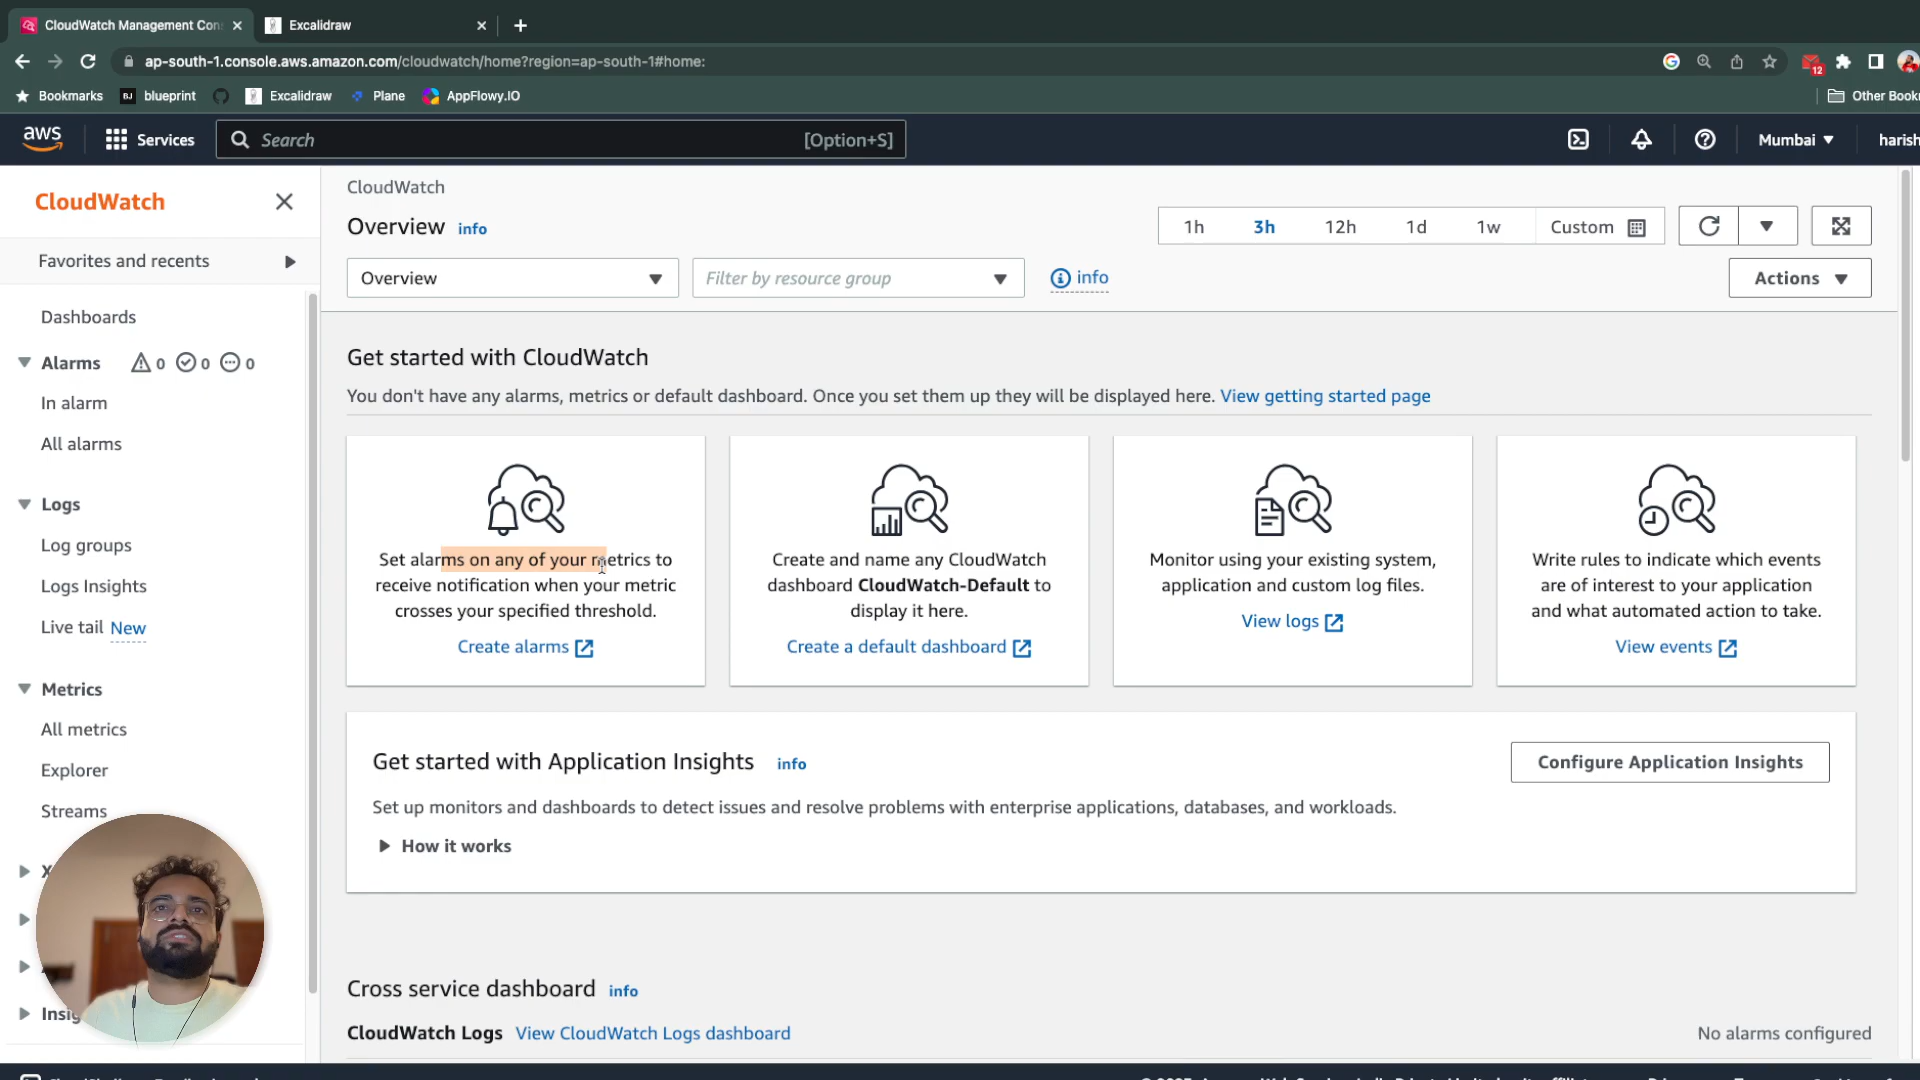 CloudWatch Management Con
Excalidraw
ap-south-1.console.aws.amazon.com/cloudwatch/home?region=ap-south-1#home:
12
Bookmarks
BJ
blueprint
Excalidraw
Plane
AppFlowy.IO
Other Book
aws
Services
Search
[Option+S]
Mumbai
harish
CloudWatch
Favorites and recents
Dashboards
Alarms 0 0 0
In alarm
All alarms
Logs
Log groups
Logs Insights
Live tail New
Metrics
All metrics
Explorer
Streams
X
Insig
CloudWatch
Overview info
1h 3h 12h 1d 1w Custom
Overview
Filter by resource group
info
Actions
Get started with CloudWatch
You don't have any alarms, metrics or default dashboard. Once you set them up they will be displayed here. View getting started page
Set alarms on any of your metrics to
receive notification when your metric
crosses your specified threshold.
Create alarms
Create and name any CloudWatch
dashboard CloudWatch-Default to
display it here.
Create a default dashboard
Monitor using your existing system,
application and custom log files.
View logs
Write rules to indicate which events
are of interest to your application
and what automated action to take.
View events
Get started with Application Insights info
Configure Application Insights
Set up monitors and dashboards to detect issues and resolve problems with enterprise applications, databases, and workloads.
How it works
Cross service dashboard info
CloudWatch Logs View CloudWatch Logs dashboard
No alarms configured